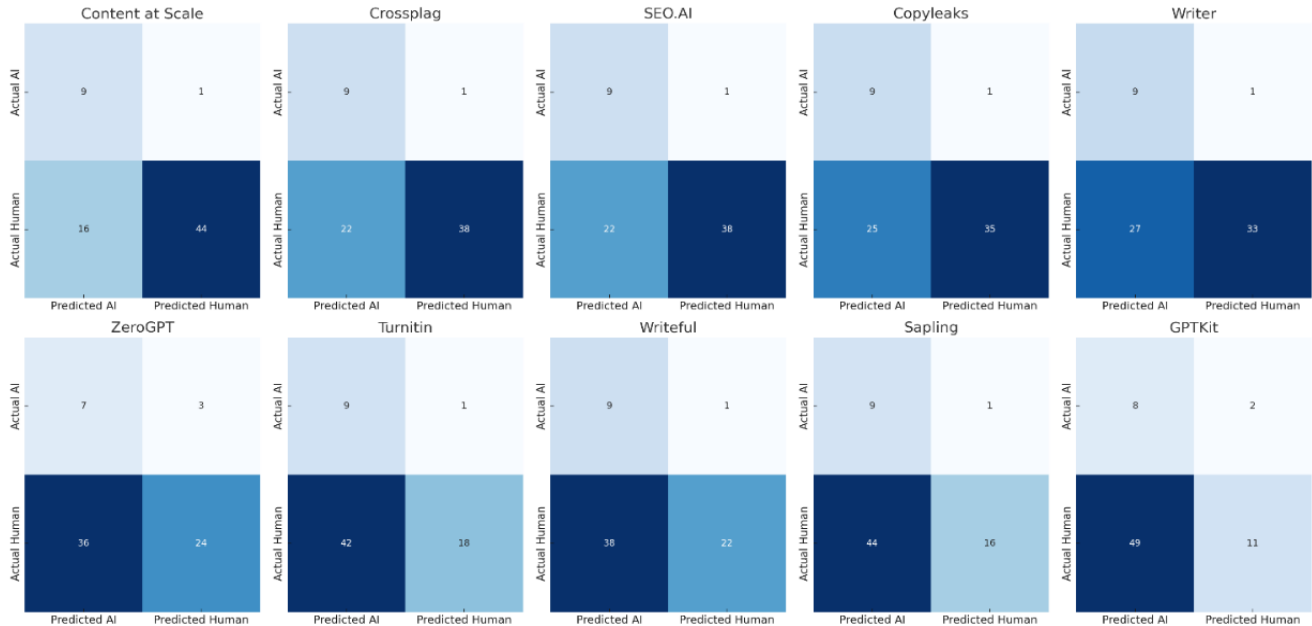 Content at Scale
Crossplag
SEO.AI
Copyleaks
Writer
Actual AI
9
1
Actual Human
16
44
Predicted AI
Predicted Human
Actual AI
9
1
Actual Human
22
38
Predicted AI
Predicted Human
Actual AI
9
1
Actual Human
22
38
Predicted AI
Predicted Human
Actual AI
9
1
Actual Human
25
35
Predicted AI
Predicted Human
Actual AI
9
1
Actual Human
27
33
Predicted AI
Predicted Human
ZeroGPT
Turnitin
Writeful
Sapling
GPTKit
Actual AI
7
3
Actual Human
36
24
Predicted AI
Predicted Human
Actual AI
9
1
Actual Human
42
18
Predicted AI
Predicted Human
Actual AI
9
1
Actual Human
38
22
Predicted AI
Predicted Human
Actual AI
9
1
Actual Human
44
16
Predicted AI
Predicted Human
Actual AI
8
2
Actual Human
49
11
Predicted AI
Predicted Human